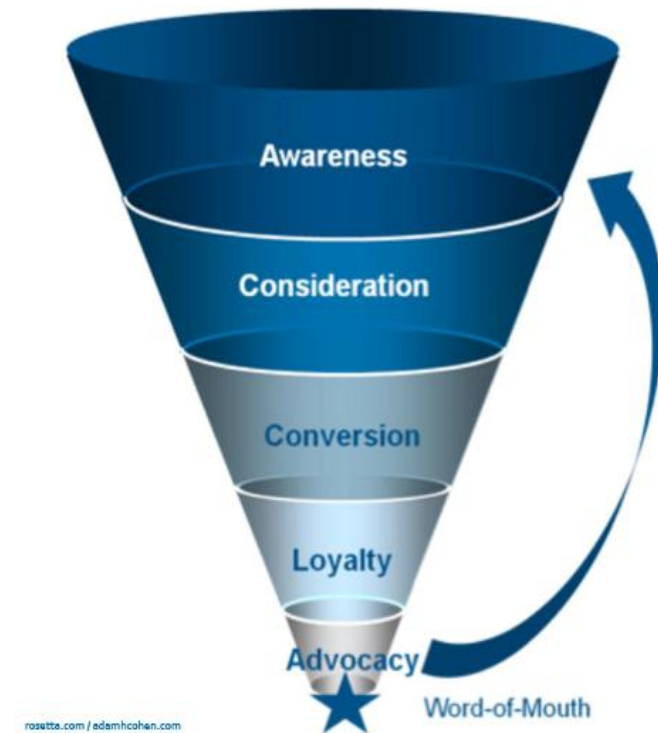 Awareness
Consideration
Conversion
Loyalty
Advocacy
Word-of-Mouth
rosetta.com / adamhcohen.com